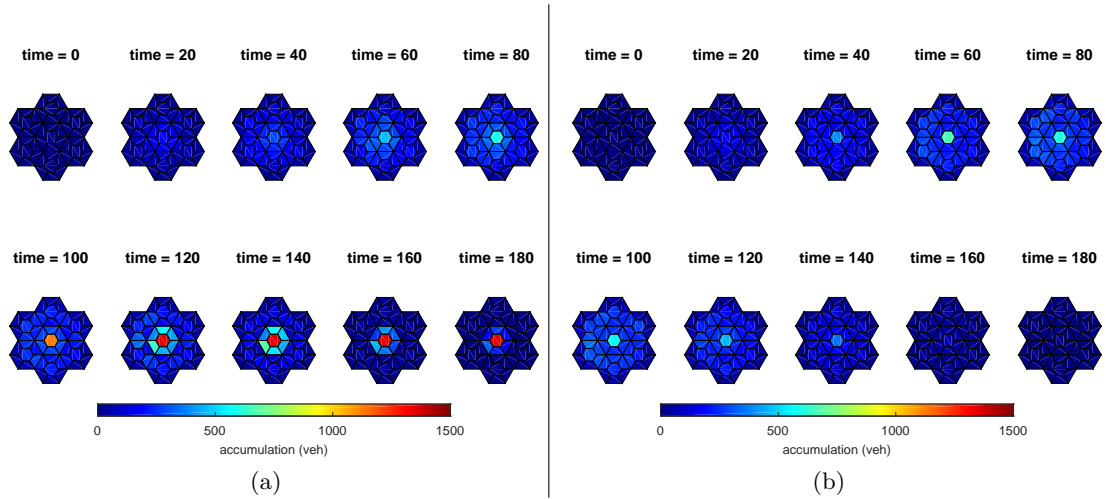 time = 0 time = 20 time = 40 time = 60 time = 80
time = 100 time = 120 time = 140 time = 160 time = 180
0 500 1000 1500
accumulation (veh)
(a)
time = 0 time = 20 time = 40 time = 60 time = 80
time = 100 time = 120 time = 140 time = 160 time = 180
0 500 1000 1500
accumulation (veh)
(b)